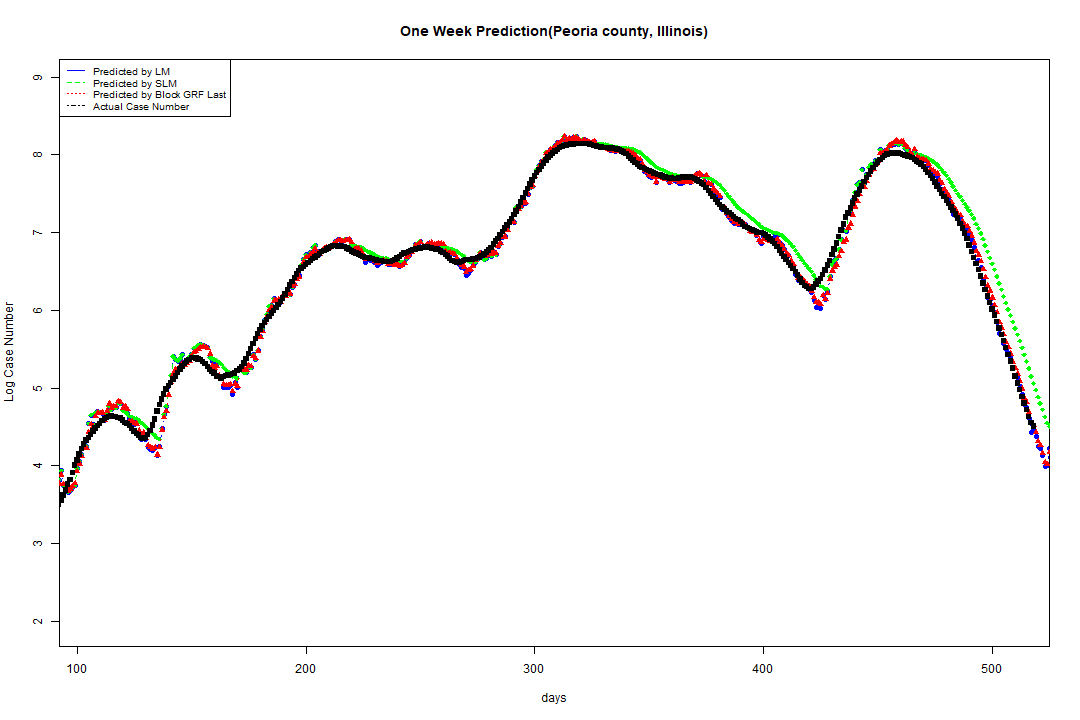 One Week Prediction(Peoria county, Illinois)
Predicted by LM
Predicted by SLM
Predicted by Block GRF Last
Actual Case Number
9
8
7
6
5
4
3
2
Log Case Number
100 200 300 400 500
days